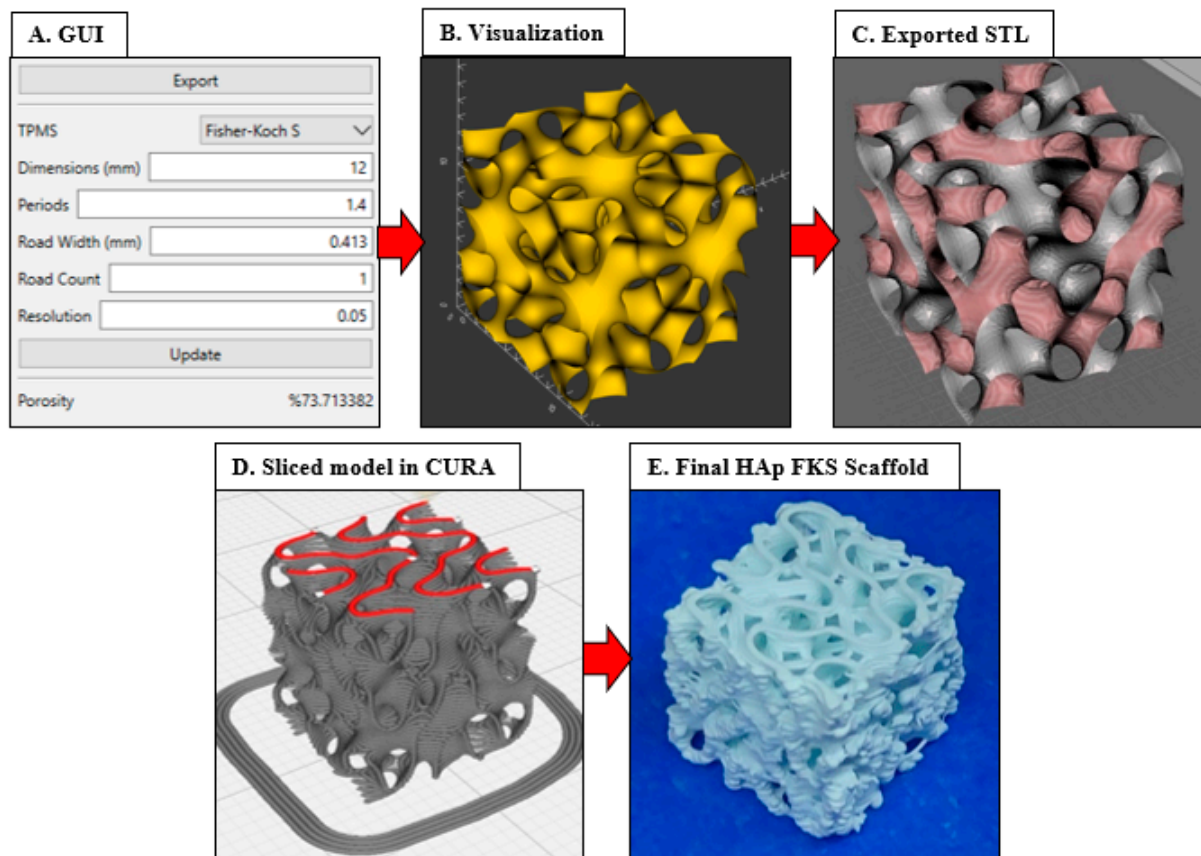 A. GUI
Export
TPMS Fisher-Koch S
Dimensions (mm) 12
Periods 1.4
Road Width (mm) 0.413
Road Count 1
Resolution 0.05
Update
Porosity %73.713382
B. Visualization
C. Exported STL
D. Sliced model in CURA
E. Final HAp FKS Scaffold